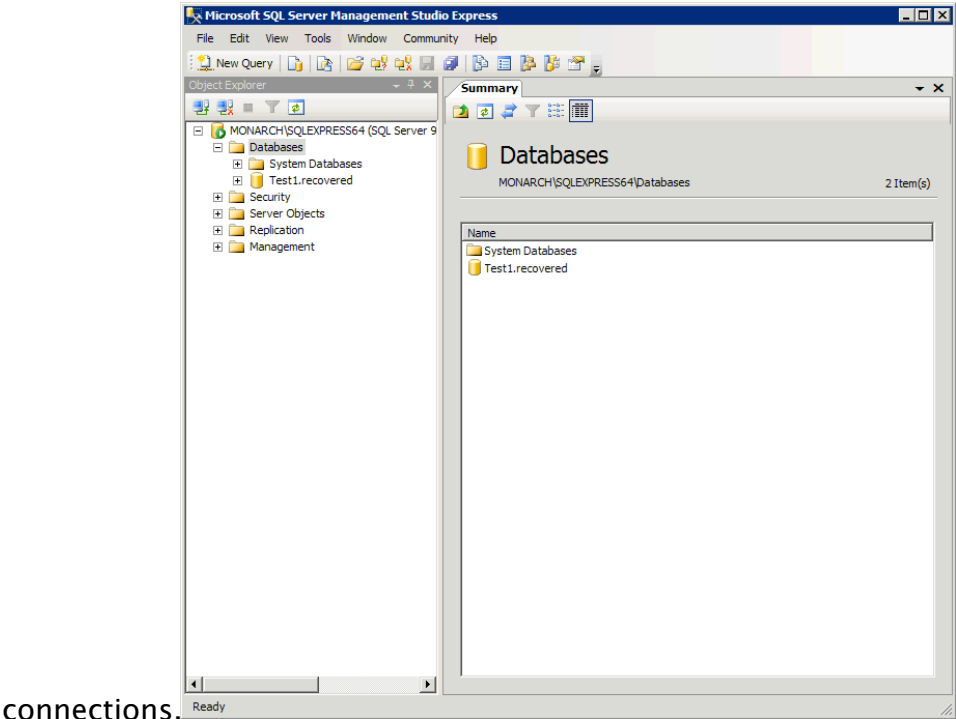 Microsoft SQL Server Management Studio Express
File Edit View Tools Window Community Help
New Query
Object Explorer
MONARCH\SQLEXPRESS64 (SQL Server 9
Databases
System Databases
Test1.recovered
Security
Server Objects
Replication
Management
Summary
Databases
MONARCH\SQLEXPRESS64\Databases 2 Item(s)
Name
System Databases
Test1.recovered
Ready
connections.